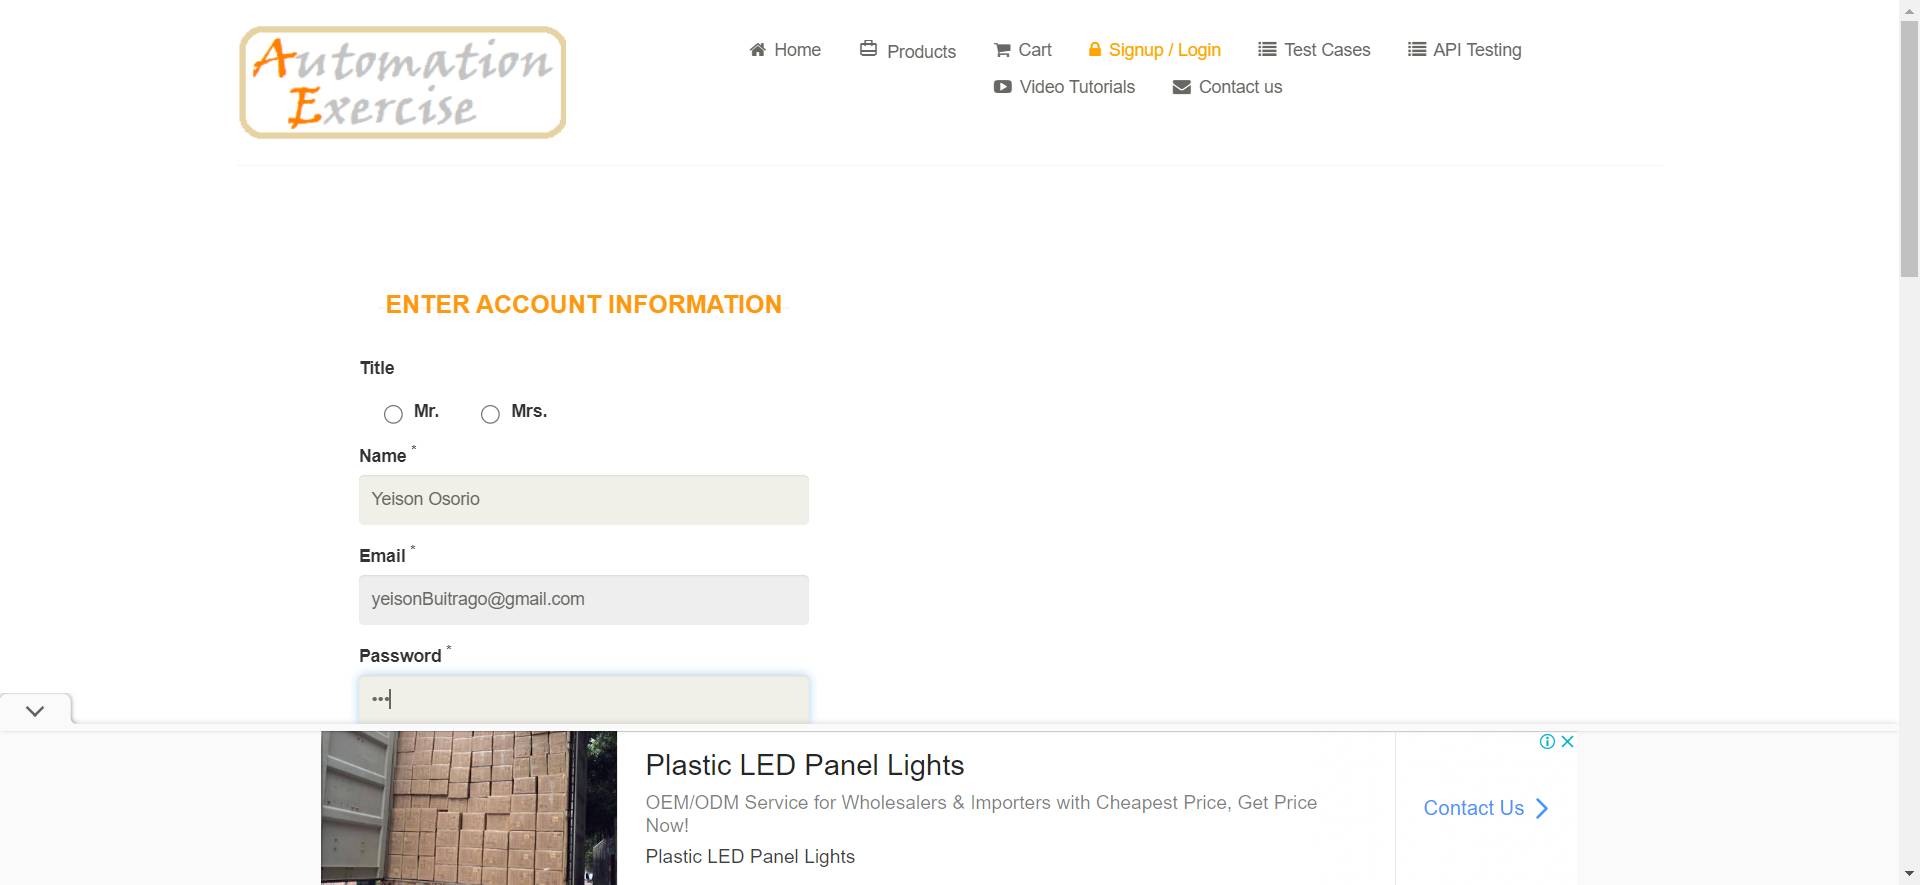 Automation
Exercise
Home
Products
Cart
Signup / Login
Test Cases
API Testing
Video Tutorials
Contact us
ENTER ACCOUNT INFORMATION
Title
Mr.
Mrs.
Name *
Yeison Osorio
Email *
yeisonBuitrago@gmail.com
Password *
•••
Plastic LED Panel Lights
OEM/ODM Service for Wholesalers & Importers with Cheapest Price, Get Price
Now!
Plastic LED Panel Lights
Contact Us